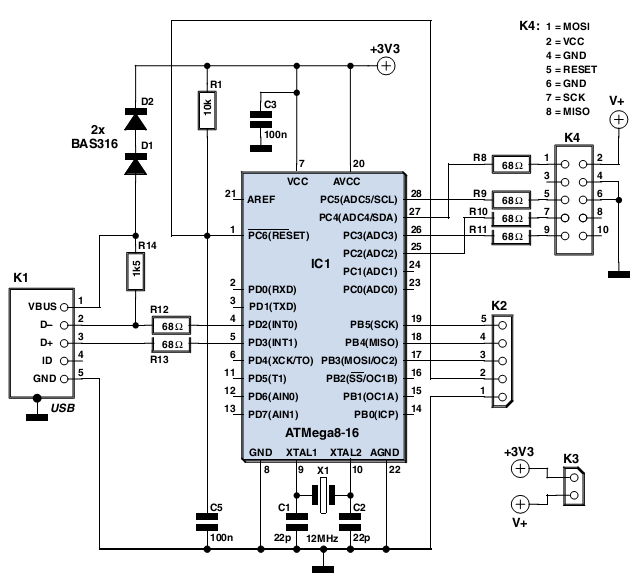 K4: 1 = MOSI
2 = VCC
4 = GND
5 = RESET
6 = GND
7 = SCK
8 = MISO
+3V3
V+
D2
R1
10k
C3
100n
2x
BAS316
D1
K4
R8 68Ω 1 2
3 4
R9 68Ω 5 6
R10 68Ω 7 8
R11 68Ω 9 10
7 20
VCC AVCC
21 AREF
PC5(ADC5/SCL) 28
PC4(ADC4/SDA) 27
1 PC6(RESET)
PC3(ADC3) 26
PC2(ADC2) 25
IC1
PC1(ADC1) 24
PC0(ADC0) 23
R14
1k5
K1
VBUS 1
D− 2
D+ 3
ID 4
GND 5
USB
R12
68Ω
68Ω
R13
2 PD0(RXD)
3 PD1(TXD)
4 PD2(INT0)
5 PD3(INT1)
6 PD4(XCK/TO)
11 PD5(T1)
12 PD6(AIN0)
13 PD7(AIN1)
PB5(SCK) 19
PB4(MISO) 18
PB3(MOSI/OC2) 17
PB2(SS/OC1B) 16
PB1(OC1A) 15
PB0(ICP) 14
K2
5
4
3
2
1
ATMega8-16
GND XTAL1 XTAL2 AGND
8 9 10 22
X1
C5
100n
C1
22p
12MHz
C2
22p
+3V3
K3
V+